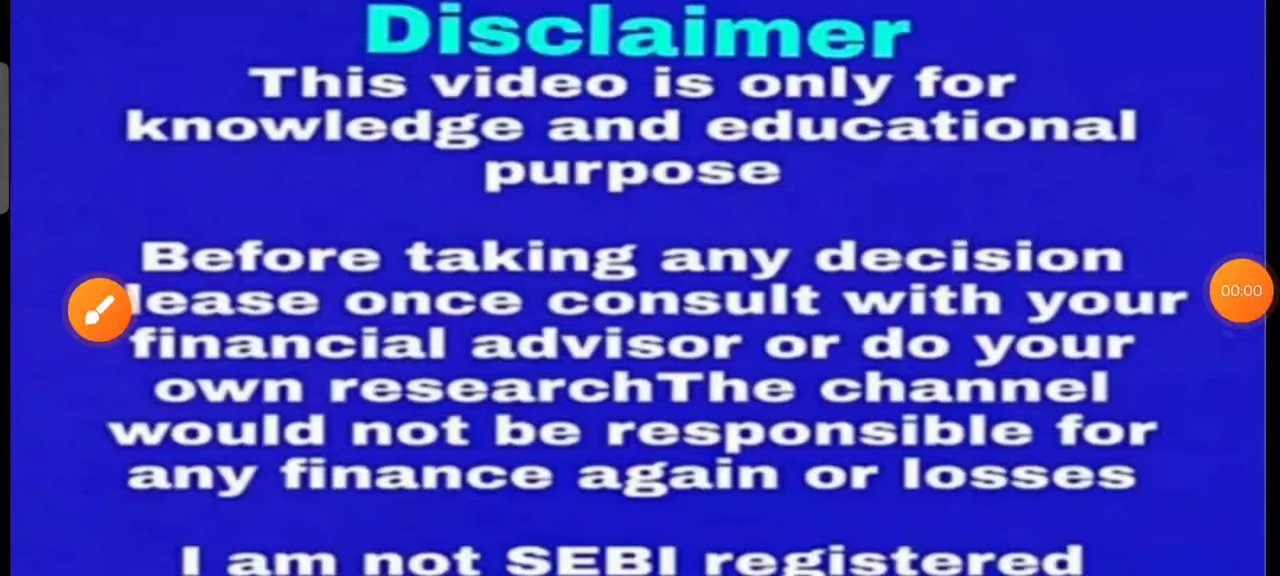 Disclaimer
This video is only for
knowledge and educational
purpose
Before taking any decision
lease once consult with your
financial advisor or do your
own researchThe channel
would not be responsible for
any finance again or losses
I am not SEBI registered
00:00